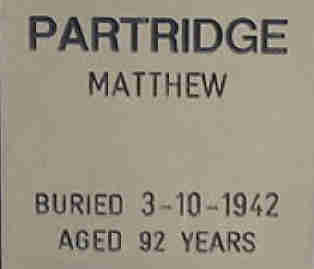 PARTRIDGE
MATTHEW
BURIED 3-10-1942
AGED 92 YEARS